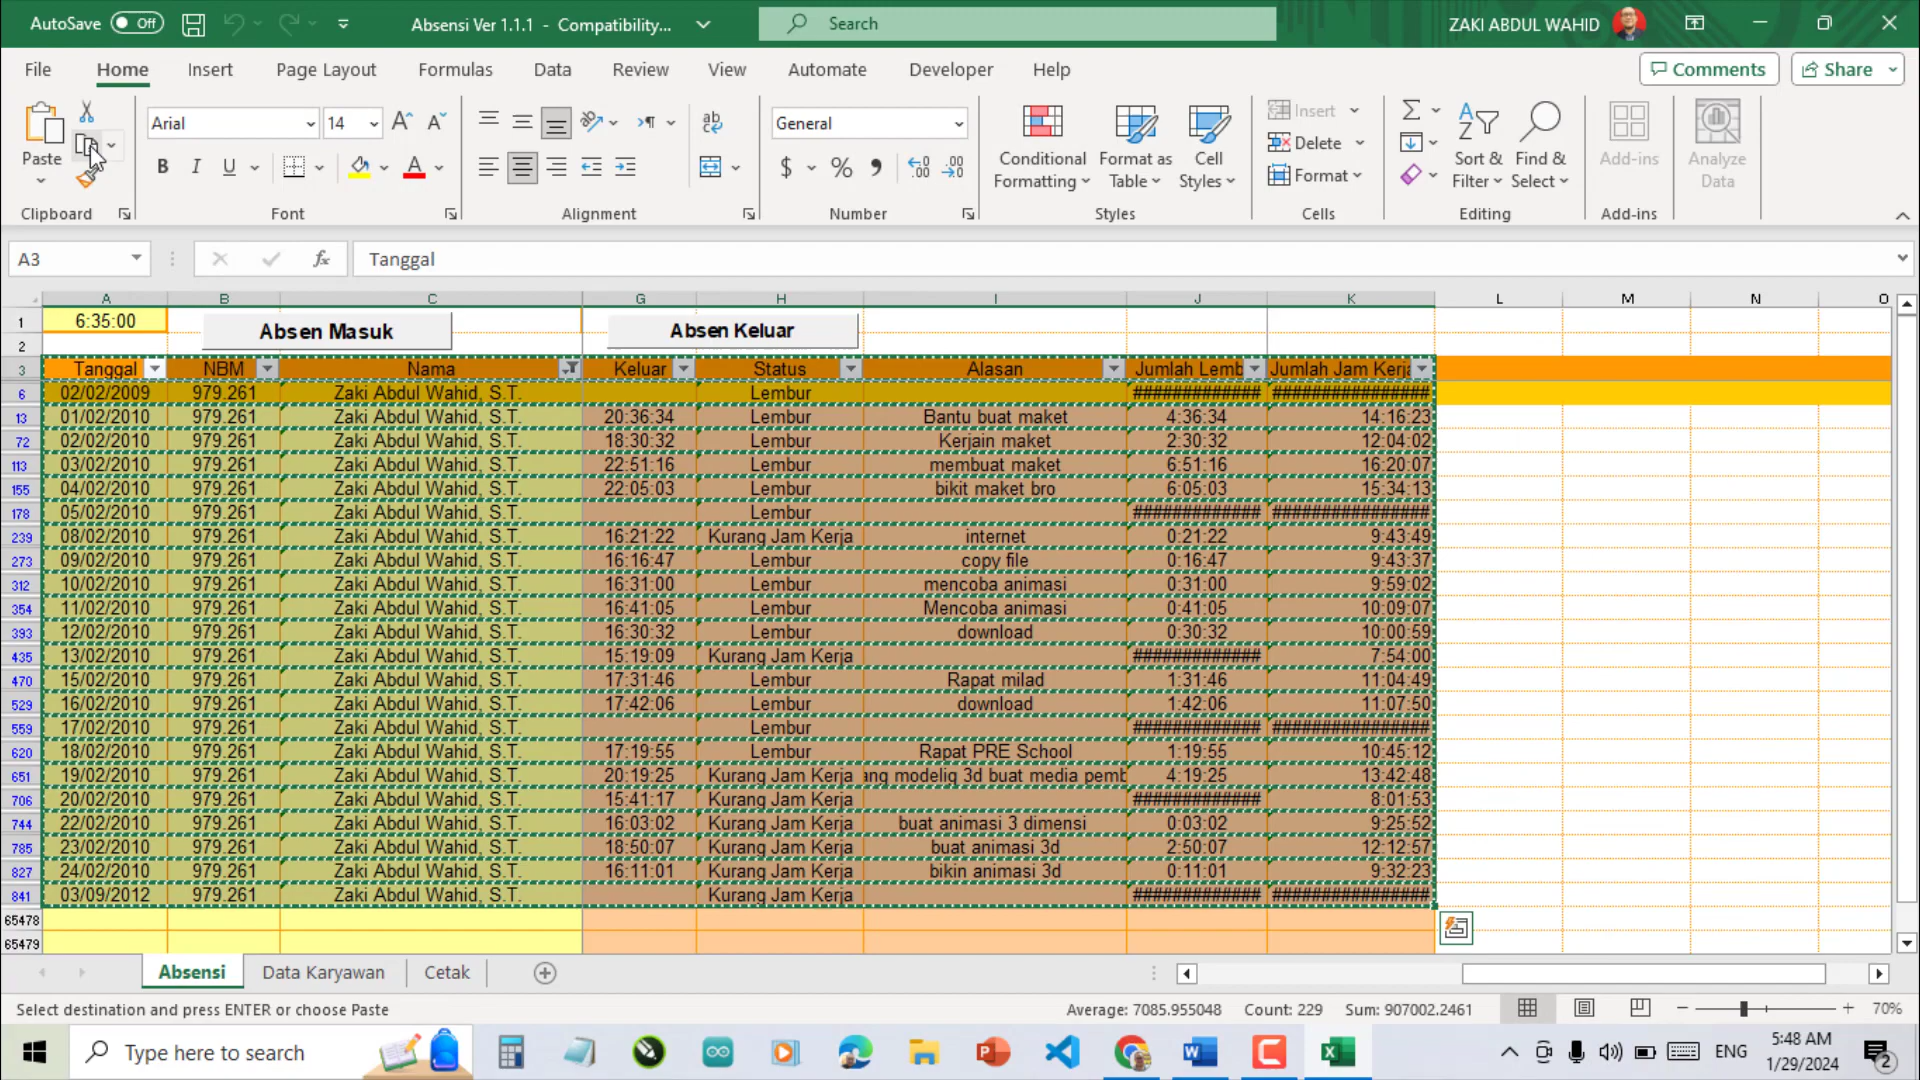 AutoSave Off Absensi Ver 1.1.1 - Compatibility... Search ZAKI ABDUL WAHID
File Home Insert Page Layout Formulas Data Review View Automate Developer Help Comments Share
Arial 14 General Insert
Paste Conditional Format as Cell Delete Sort & Find & Add-ins Analyze
Formatting Table Styles Format Filter Select Data
Clipboard Font Alignment Number Styles Cells Editing Add-ins
A3 fx Tanggal
A B C G H I J K L M N O
1 6:35:00 Absen Masuk Absen Keluar
2
3 Tanggal NBM Nama Keluar Status Alasan Jumlah Lemb Jumlah Jam Kerja
6 02/02/2009 979.261 Zaki Abdul Wahid, S.T. Lembur ############# ################
13 01/02/2010 979.261 Zaki Abdul Wahid, S.T. 20:36:34 Lembur Bantu buat maket 4:36:34 14:16:23
72 02/02/2010 979.261 Zaki Abdul Wahid, S.T. 18:30:32 Lembur Kerjain maket 2:30:32 12:04:02
113 03/02/2010 979.261 Zaki Abdul Wahid, S.T. 22:51:16 Lembur membuat maket 6:51:16 16:20:07
155 04/02/2010 979.261 Zaki Abdul Wahid, S.T. 22:05:03 Lembur bikit maket bro 6:05:03 15:34:13
178 05/02/2010 979.261 Zaki Abdul Wahid, S.T. Lembur ############# ################
239 08/02/2010 979.261 Zaki Abdul Wahid, S.T. 16:21:22 Kurang Jam Kerja internet 0:21:22 9:43:49
273 09/02/2010 979.261 Zaki Abdul Wahid, S.T. 16:16:47 Lembur copy file 0:16:47 9:43:37
312 10/02/2010 979.261 Zaki Abdul Wahid, S.T. 16:31:00 Lembur mencoba animasi 0:31:00 9:59:02
354 11/02/2010 979.261 Zaki Abdul Wahid, S.T. 16:41:05 Lembur Mencoba animasi 0:41:05 10:09:07
393 12/02/2010 979.261 Zaki Abdul Wahid, S.T. 16:30:32 Lembur download 0:30:32 10:00:59
435 13/02/2010 979.261 Zaki Abdul Wahid, S.T. 15:19:09 Kurang Jam Kerja ############# 7:54:00
470 15/02/2010 979.261 Zaki Abdul Wahid, S.T. 17:31:46 Lembur Rapat milad 1:31:46 11:04:49
529 16/02/2010 979.261 Zaki Abdul Wahid, S.T. 17:42:06 Lembur download 1:42:06 11:07:50
559 17/02/2010 979.261 Zaki Abdul Wahid, S.T. Lembur ############# ################
620 18/02/2010 979.261 Zaki Abdul Wahid, S.T. 17:19:55 Lembur Rapat PRE School 1:19:55 10:45:12
651 19/02/2010 979.261 Zaki Abdul Wahid, S.T. 20:19:25 Kurang Jam Kerja ang modeliq 3d buat media pemb 4:19:25 13:42:48
706 20/02/2010 979.261 Zaki Abdul Wahid, S.T. 15:41:17 Kurang Jam Kerja ############# 8:01:53
744 22/02/2010 979.261 Zaki Abdul Wahid, S.T. 16:03:02 Kurang Jam Kerja buat animasi 3 dimensi 0:03:02 9:25:52
785 23/02/2010 979.261 Zaki Abdul Wahid, S.T. 18:50:07 Kurang Jam Kerja buat animasi 3d 2:50:07 12:12:57
827 24/02/2010 979.261 Zaki Abdul Wahid, S.T. 16:11:01 Kurang Jam Kerja bikin animasi 3d 0:11:01 9:32:23
841 03/09/2012 979.261 Zaki Abdul Wahid, S.T. Kurang Jam Kerja ############# ################
65478
65479
Absensi Data Karyawan Cetak
Select destination and press ENTER or choose Paste Average: 7085.955048 Count: 229 Sum: 907002.2461 70%
Type here to search ENG 5:48 AM
1/29/2024 2